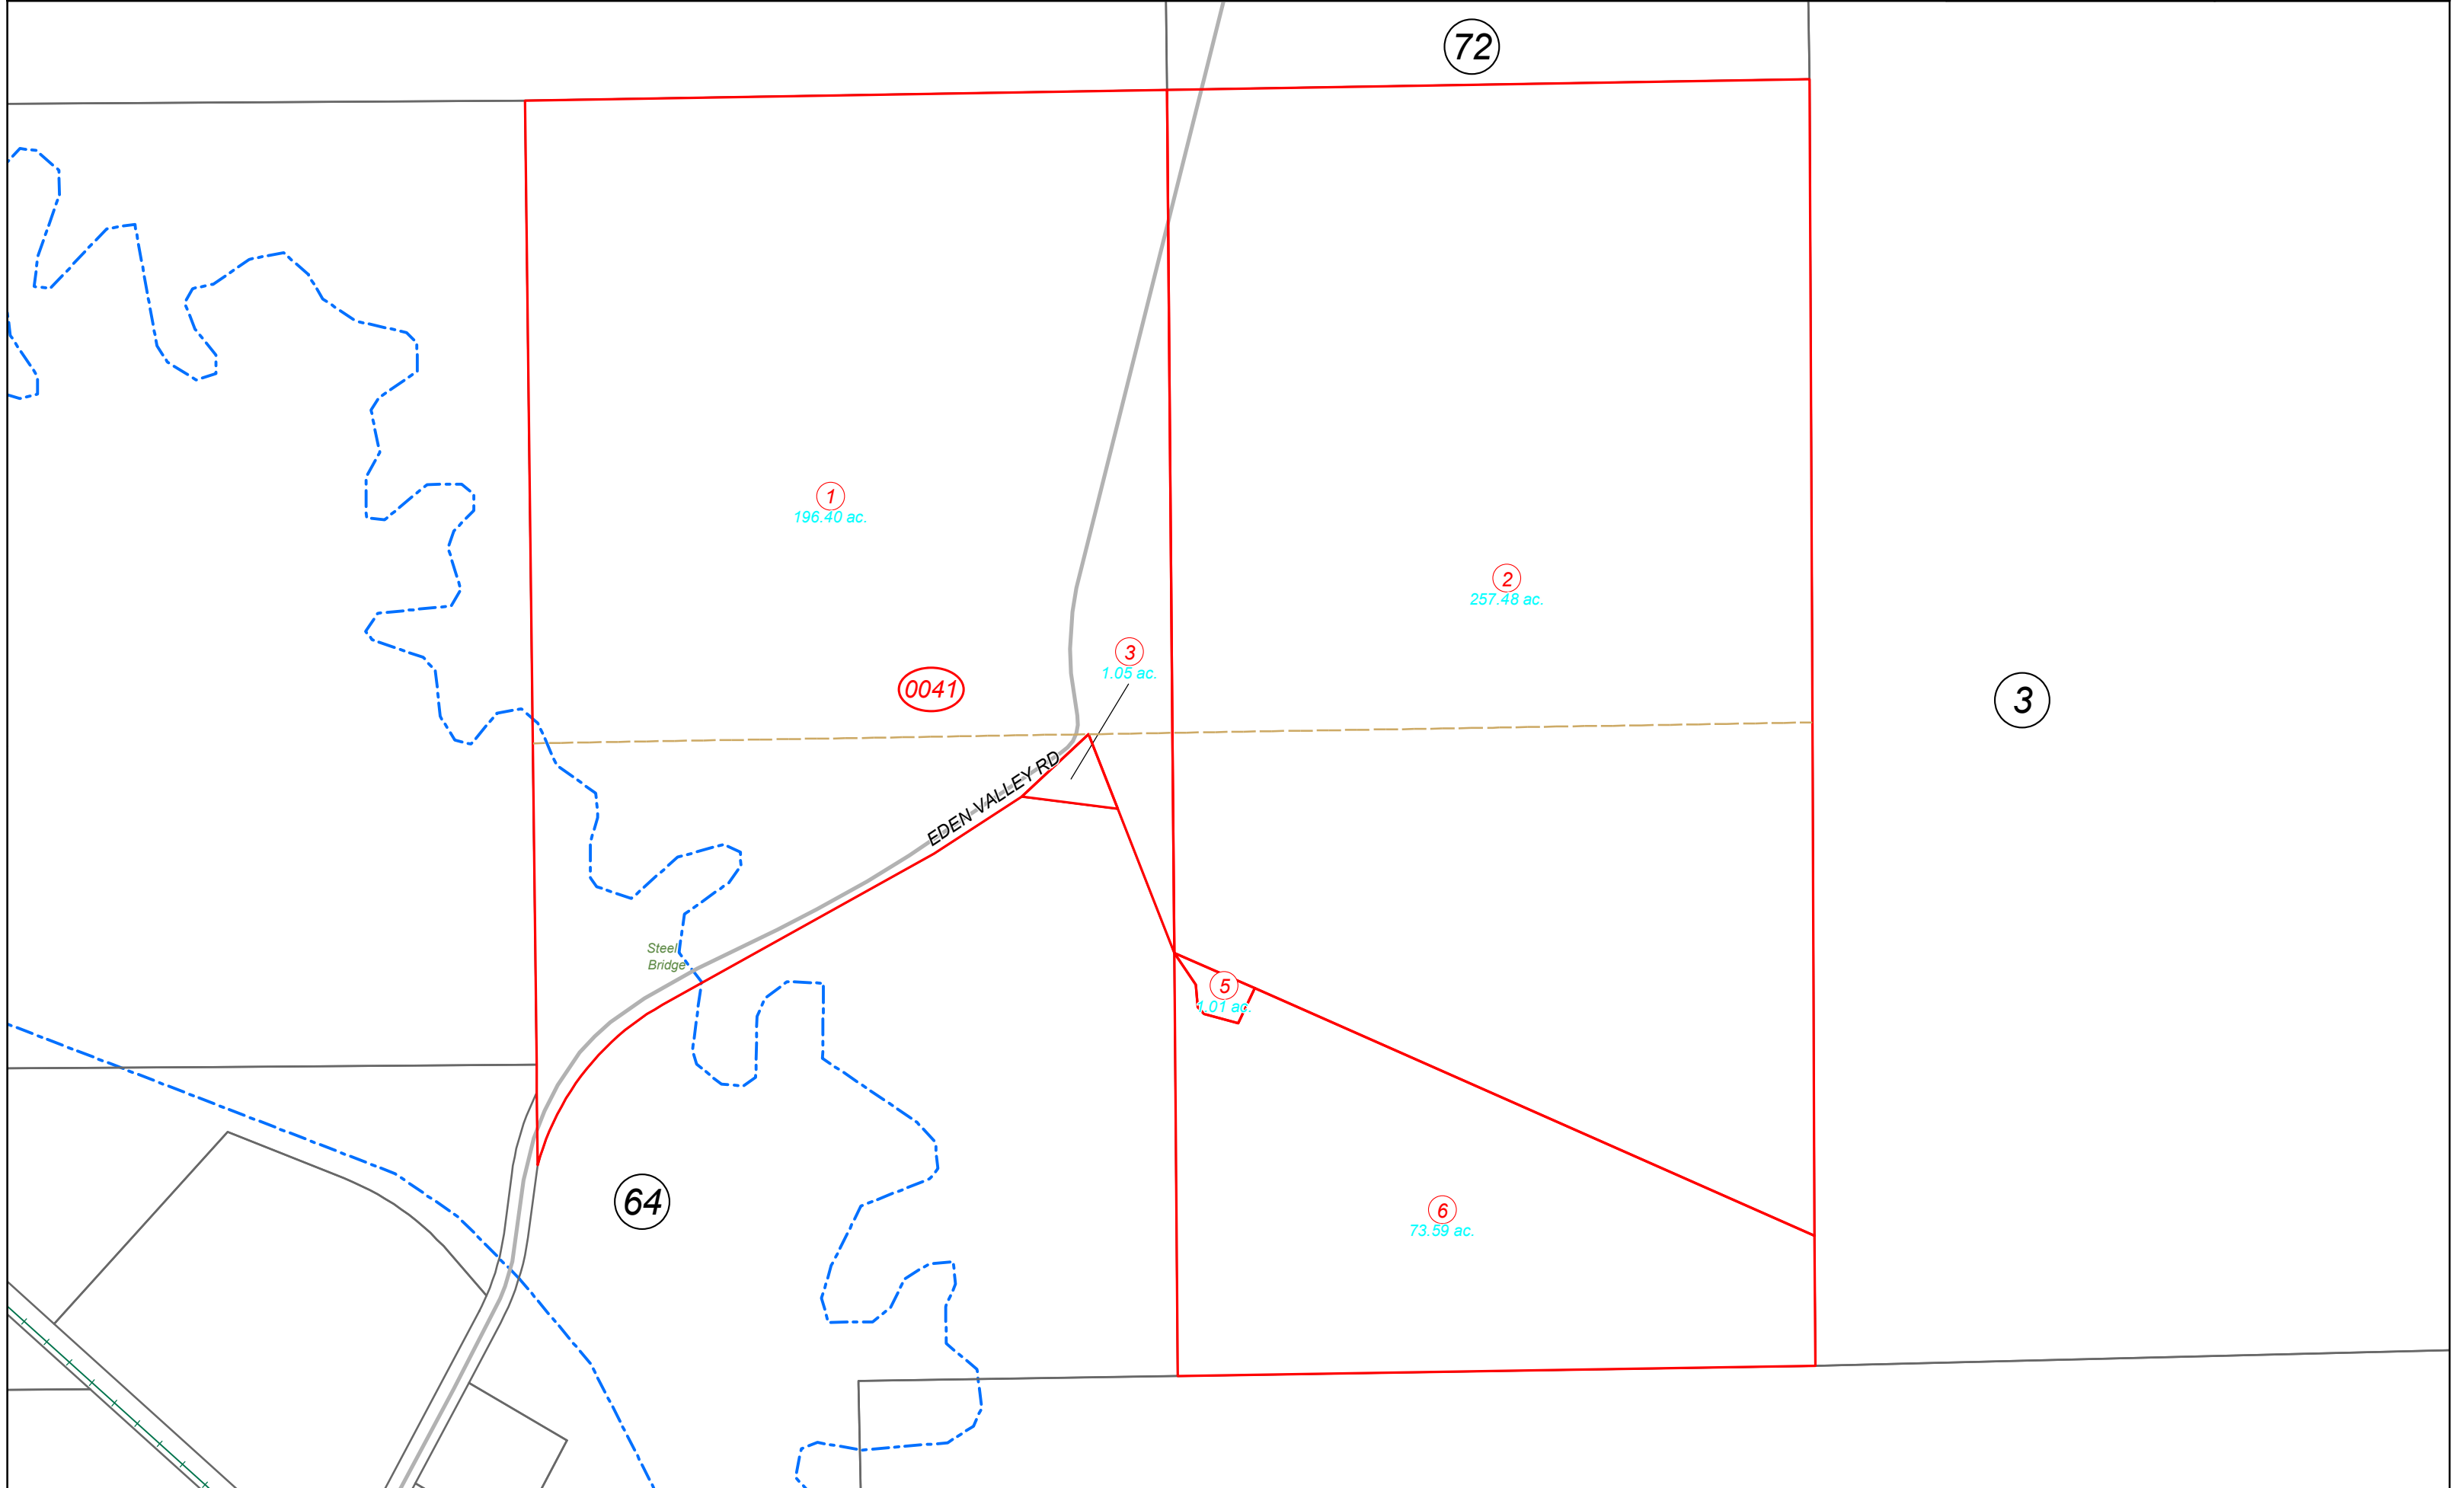 72
1
196.40 ac.
2
257.48 ac.
3
1.05 ac.
0041
3
EDEN VALLEY RD
Steel
Bridge
5
1.01 ac.
64
6
73.59 ac.